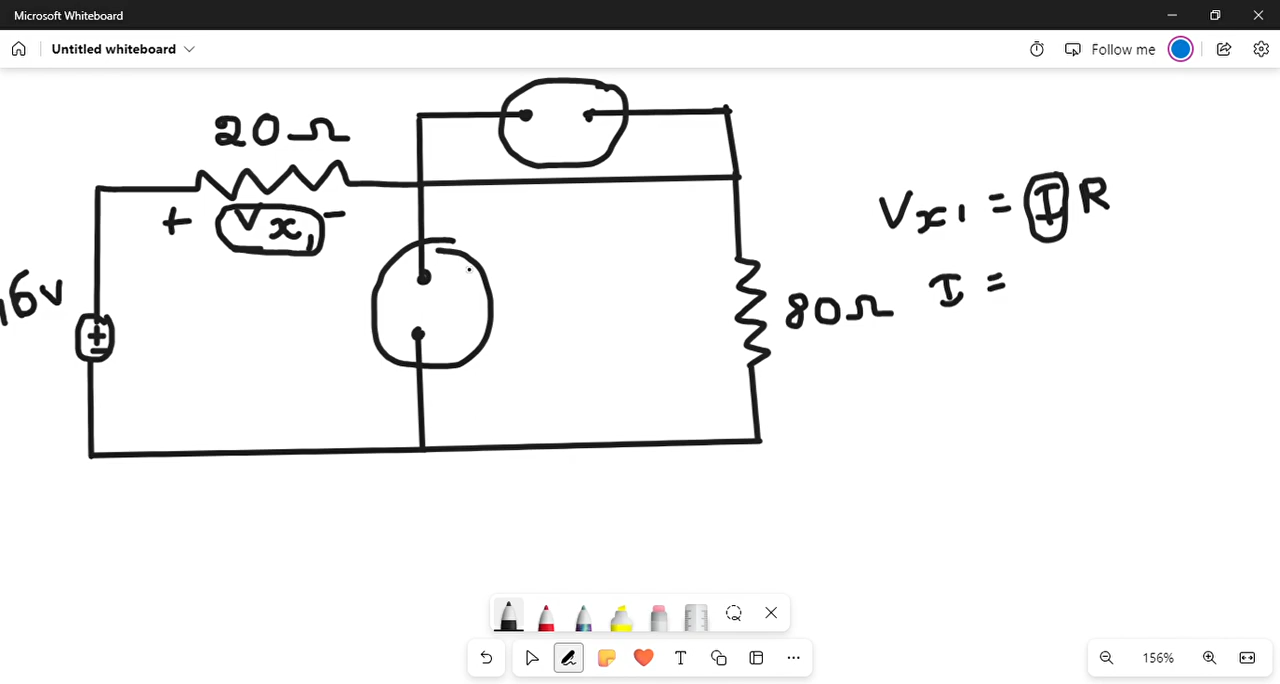 Microsoft Whiteboard
Untitled whiteboard
Follow me
20Ω
+ Vx1 -
16v
+
-
80Ω
Vx1 = IR
I =
156%